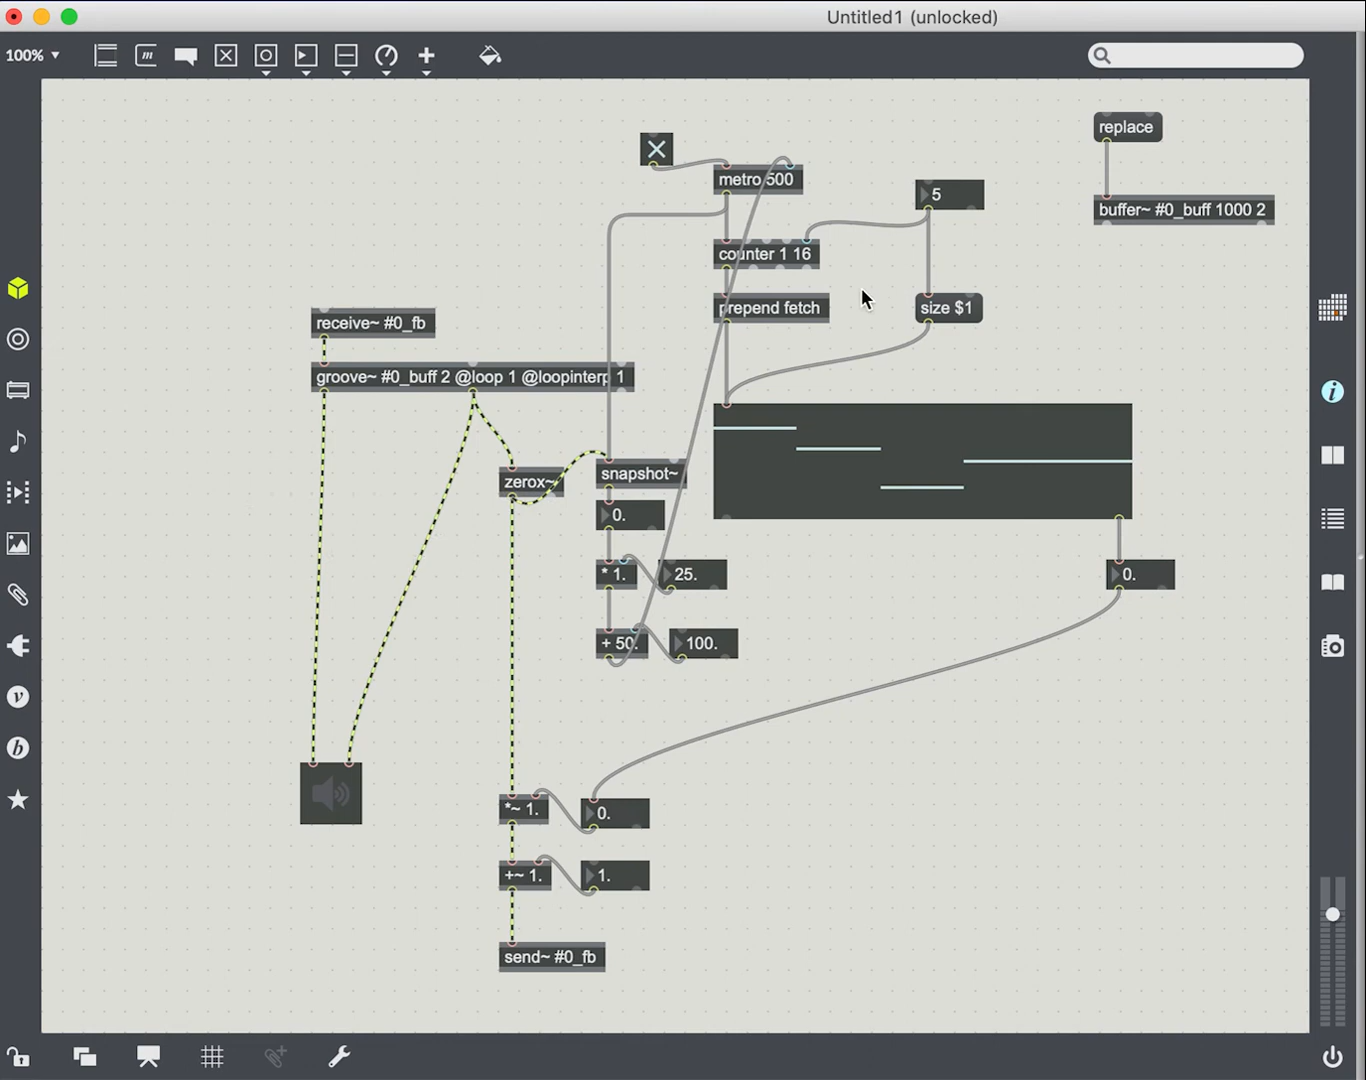 Untitled1 (unlocked)
100%
m
replace
metro 500
5
buffer~ #0_buff 1000 2
counter 1 16
prepend fetch
size $1
receive~ #0_fb
groove~ #0_buff 2 @loop 1 @loopinterp 1
snapshot~
zerox~
0.
* 1.
25.
0.
+ 50.
100.
*~ 1.
0.
+~ 1.
1.
send~ #0_fb
i
v
b